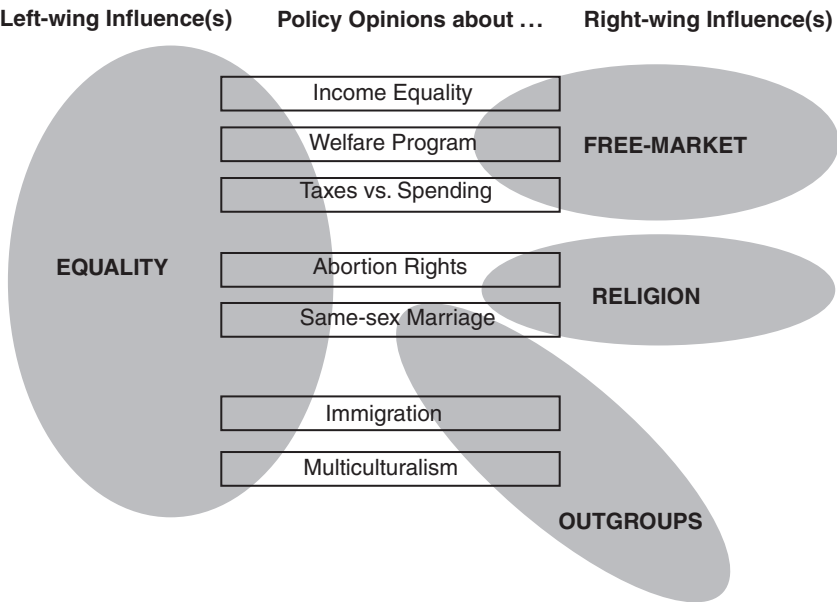 Left-wing Influence(s) Policy Opinions about ... Right-wing Influence(s)
Income Equality
Welfare Program
FREE-MARKET
Taxes vs. Spending
EQUALITY
Abortion Rights
RELIGION
Same-sex Marriage
Immigration
Multiculturalism
OUTGROUPS